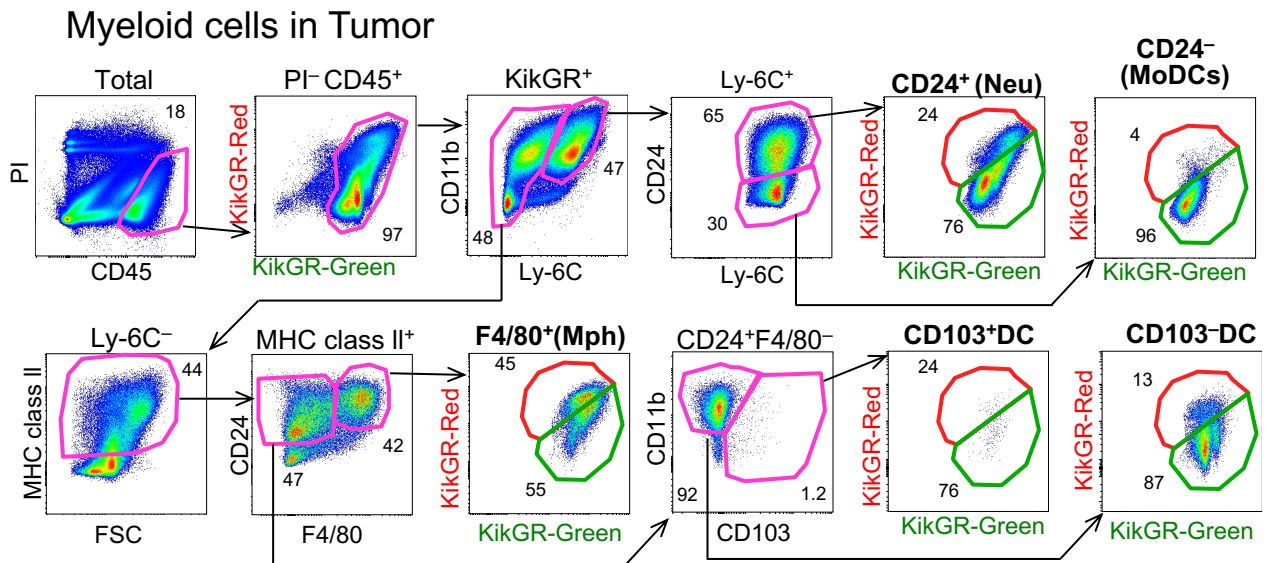 Myeloid cells in Tumor
Total
18
PI
CD45
PI– CD45+
KikGR-Red
97
KikGR-Green
KikGR+
CD11b
47
48
Ly-6C
Ly-6C+
65
CD24
30
Ly-6C
CD24+ (Neu)
24
KikGR-Red
76
KikGR-Green
CD24–
(MoDCs)
4
KikGR-Red
96
KikGR-Green
Ly-6C–
44
MHC class II
FSC
MHC class II+
CD24
42
47
F4/80
F4/80+(Mph)
45
KikGR-Red
55
KikGR-Green
CD24+F4/80–
CD11b
92
1.2
CD103
CD103+DC
24
KikGR-Red
76
KikGR-Green
CD103–DC
13
KikGR-Red
87
KikGR-Green